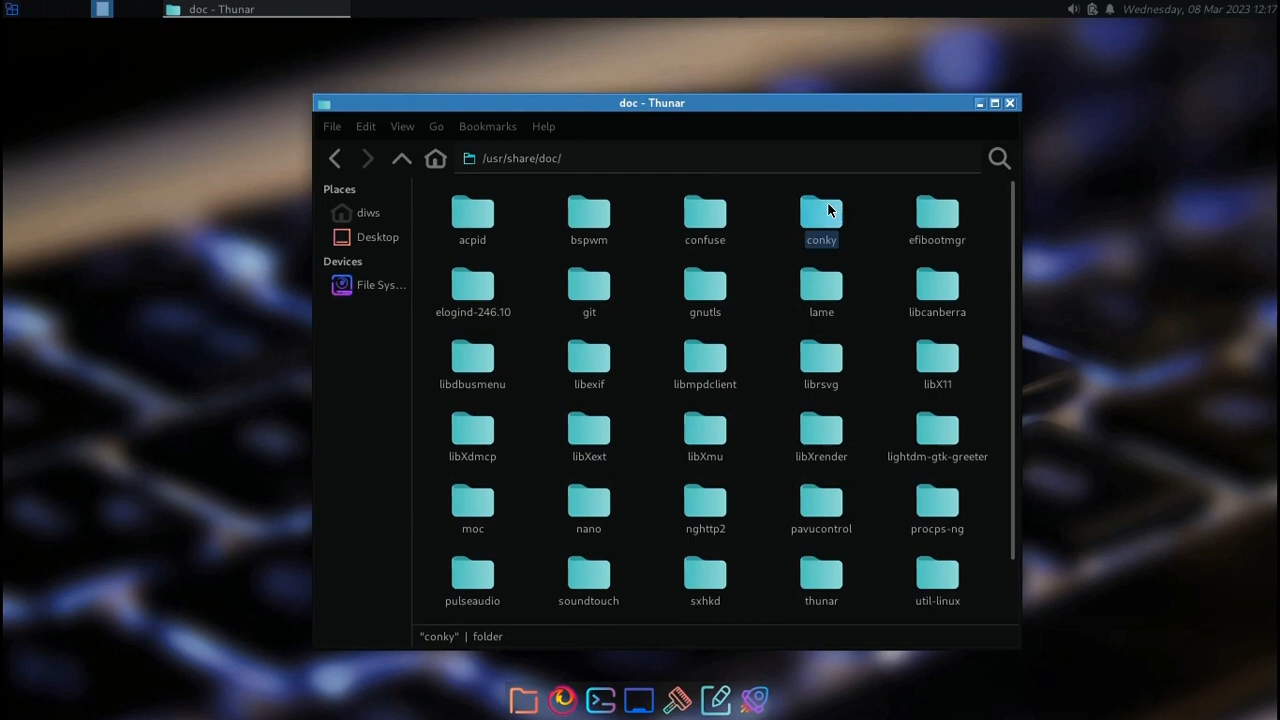 doc - Thunar
Wednesday, 08 Mar 2023 12:17
doc - Thunar
File Edit View Go Bookmarks Help
/usr/share/doc/
Places
diws
Desktop
Devices
File Sys...
acpid bspwm confuse conky efibootmgr
elogind-246.10 git gnutls lame libcanberra
libdbusmenu libexif libmpdclient librsvg libX11
libXdmcp libXext libXmu libXrender lightdm-gtk-greeter
moc nano nghttp2 pavucontrol procps-ng
pulseaudio soundtouch sxhkd thunar util-linux
"conky" | folder